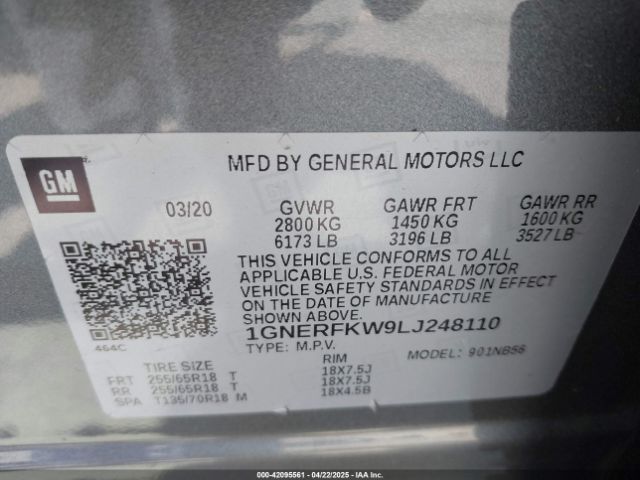 GM
MFD BY GENERAL MOTORS LLC
03/20 GVWR GAWR FRT GAWR RR
2800 KG 1450 KG 1600 KG
6173 LB 3196 LB 3527 LB
THIS VEHICLE CONFORMS TO ALL
APPLICABLE U.S. FEDERAL MOTOR
VEHICLE SAFETY STANDARDS IN EFFECT
ON THE DATE OF MANUFACTURE
SHOWN ABOVE.
1GNERFKW9LJ248110
464C
TYPE: M.P.V. MODEL: 901NB56
TIRE SIZE RIM
FRT 255/65R18 T 18X7.5J
RR 255/65R18 T 18X7.5J
SPA T135/70R18 M 18X4.5B
000-42095561 - 04/22/2025 - IAA Inc.